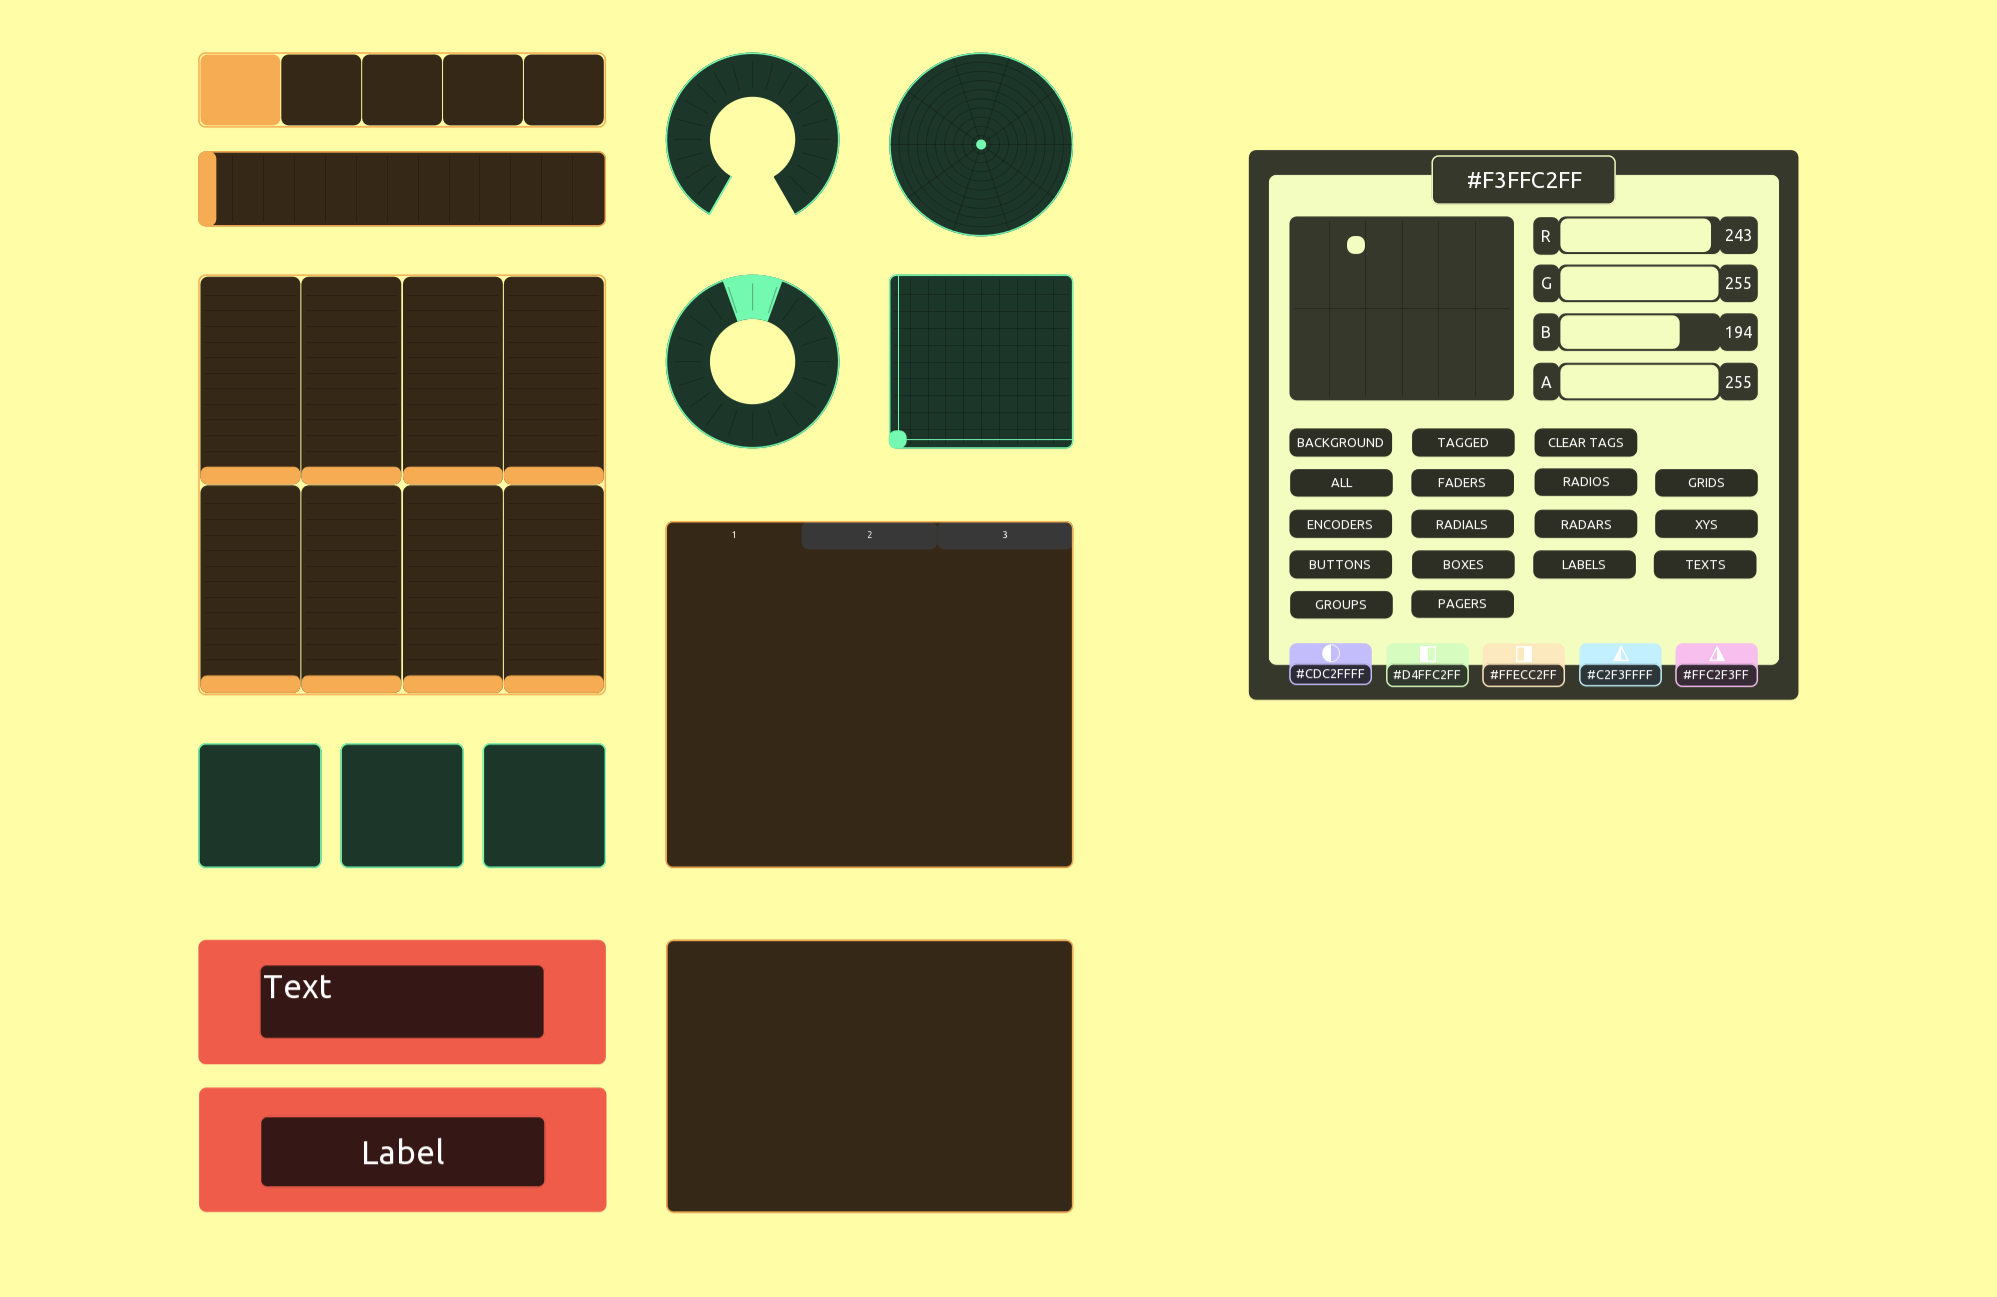 #F3FFC2FF
R 243
G 255
B 194
A 255
BACKGROUND TAGGED CLEAR TAGS
ALL FADERS RADIOS GRIDS
ENCODERS RADIALS RADARS XYS
BUTTONS BOXES LABELS TEXTS
GROUPS PAGERS
#CDC2FFFF #D4FFC2FF #FFECC2FF #C2F3FFFF #FFC2F3FF
1 2 3
Text
Label